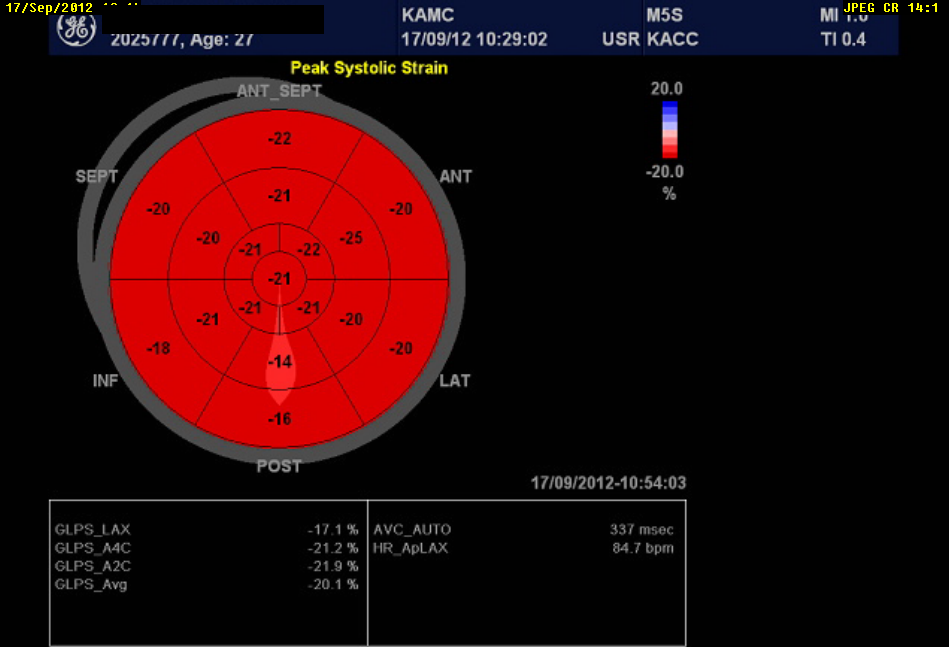 17/Sep/2012
JPEG CR 14:1
KAMC M5S
2025777, Age: 27 17/09/12 10:29:02 USR KACC TI 0.4
Peak Systolic Strain
20.0
-20.0
%
ANT_SEPT
SEPT ANT
-22
-21
-20 -20
-20 -25
-21 -22
-21
-21 -21
-21 -20
-18 -20
-14
-16
INF LAT
POST
17/09/2012-10:54:03
GLPS_LAX -17.1 % AVC_AUTO 337 msec
GLPS_A4C -21.2 % HR_ApLAX 84.7 bpm
GLPS_A2C -21.9 %
GLPS_Avg -20.1 %